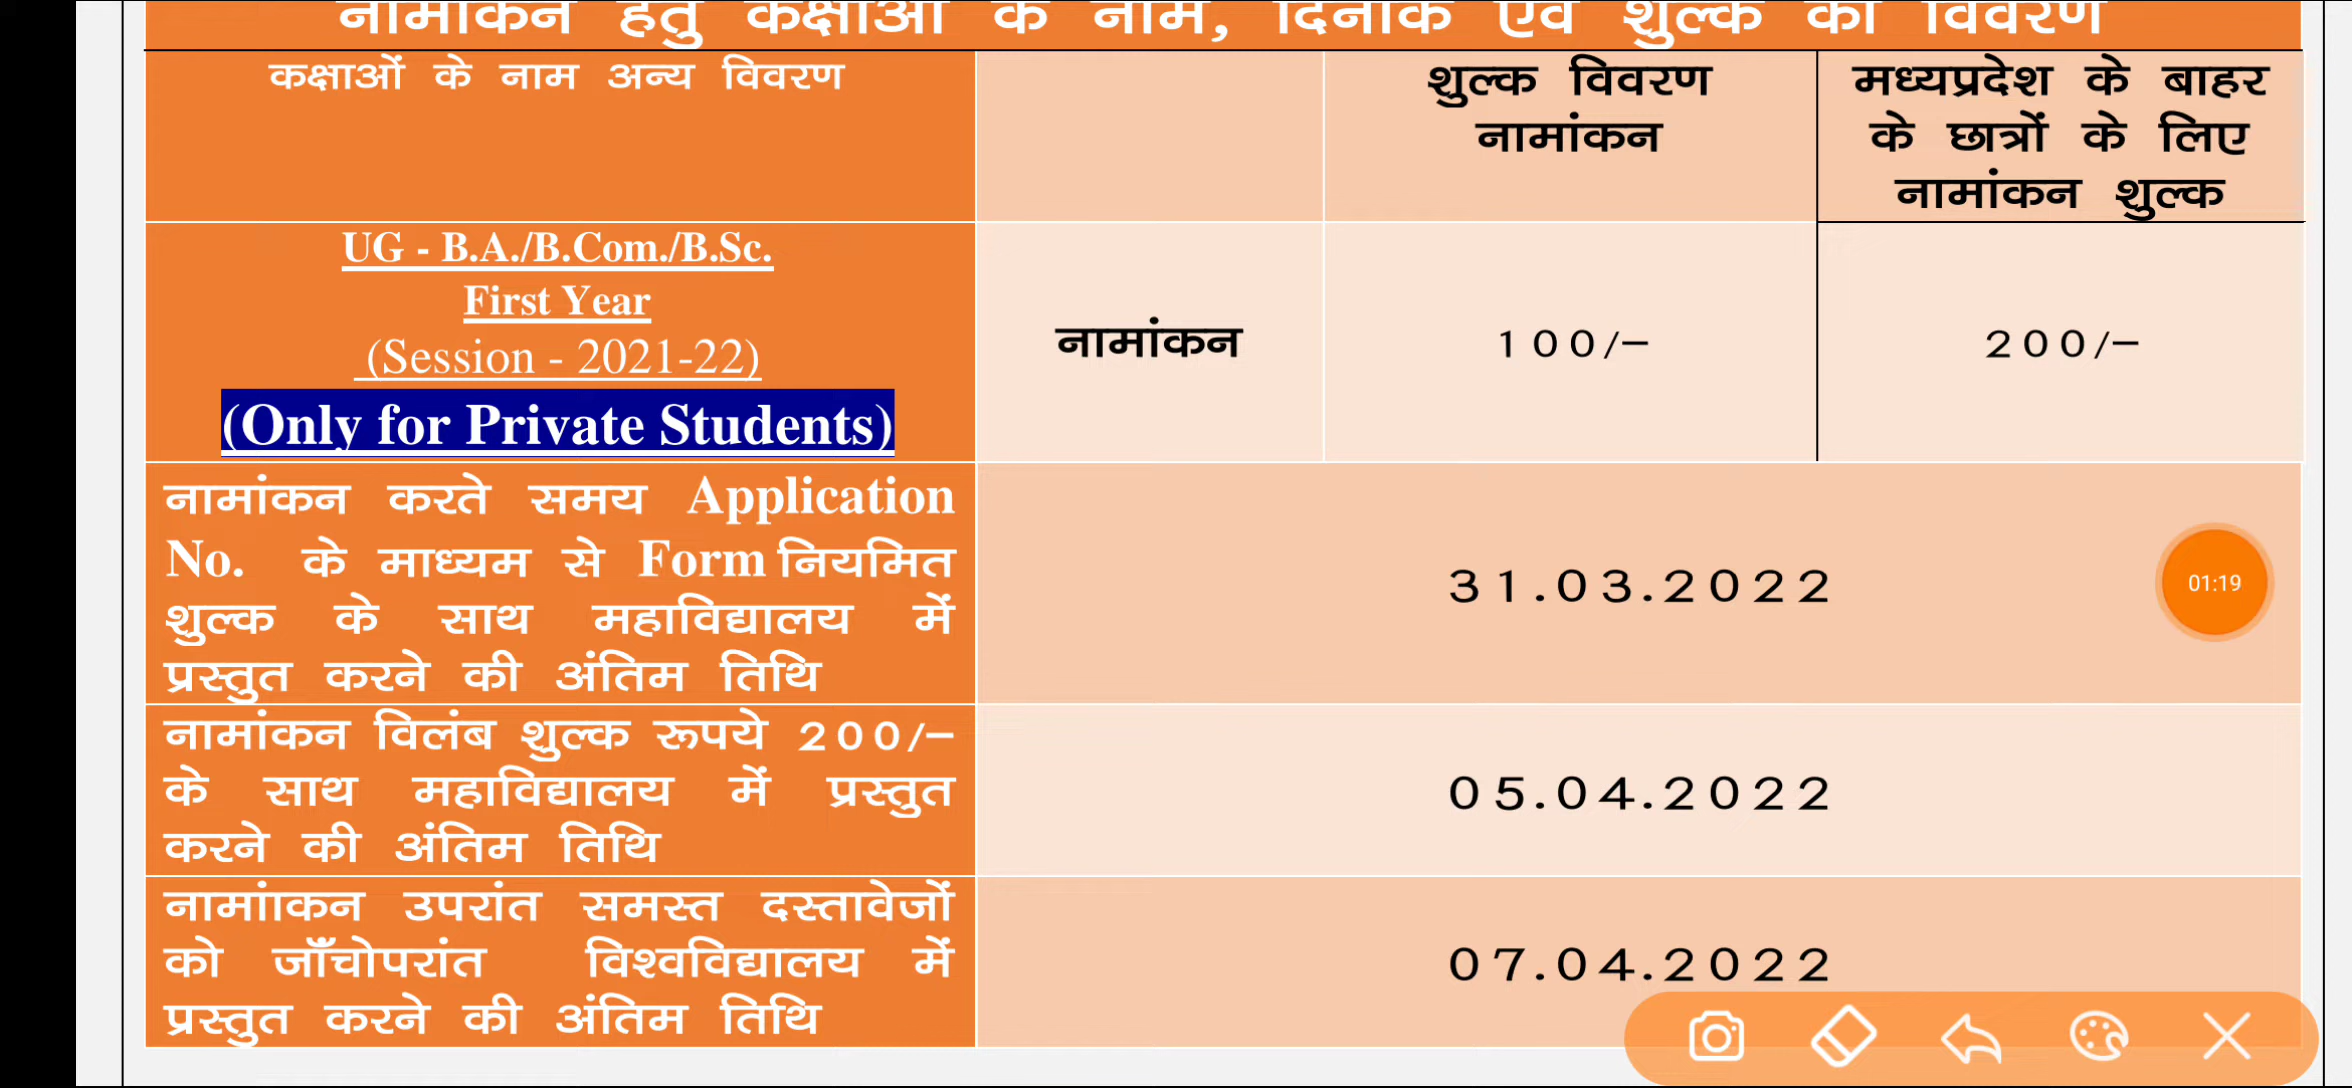 नामांकन हेतु कक्षाओं के नाम, दिनांक एवं शुल्क का विवरण
कक्षाओं के नाम अन्य विवरण
शुल्क विवरण
नामांकन
मध्यप्रदेश के बाहर
के छात्रों के लिए
नामांकन शुल्क
UG - B.A./B.Com./B.Sc.
First Year
(Session - 2021-22)
(Only for Private Students)
नामांकन
100/–
200/–
नामांकन करते समय Application
No. के माध्यम से Form नियमित
शुल्क के साथ महाविद्यालय में
प्रस्तुत करने की अंतिम तिथि
31.03.2022
01:19
नामांकन विलंब शुल्क रूपये 200/–
के साथ महाविद्यालय में प्रस्तुत
करने की अंतिम तिथि
05.04.2022
नामांाकन उपरांत समस्त दस्तावेजों
को जाँचोपरांत विश्वविद्यालय में
प्रस्तुत करने की अंतिम तिथि
07.04.2022